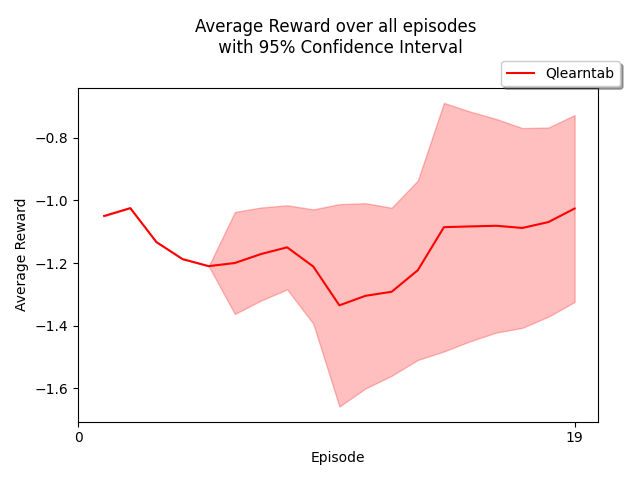 Average Reward over all episodes
with 95% Confidence Interval
Qlearntab
−0.8
−1.0
−1.2
−1.4
−1.6
Average Reward
0
19
Episode